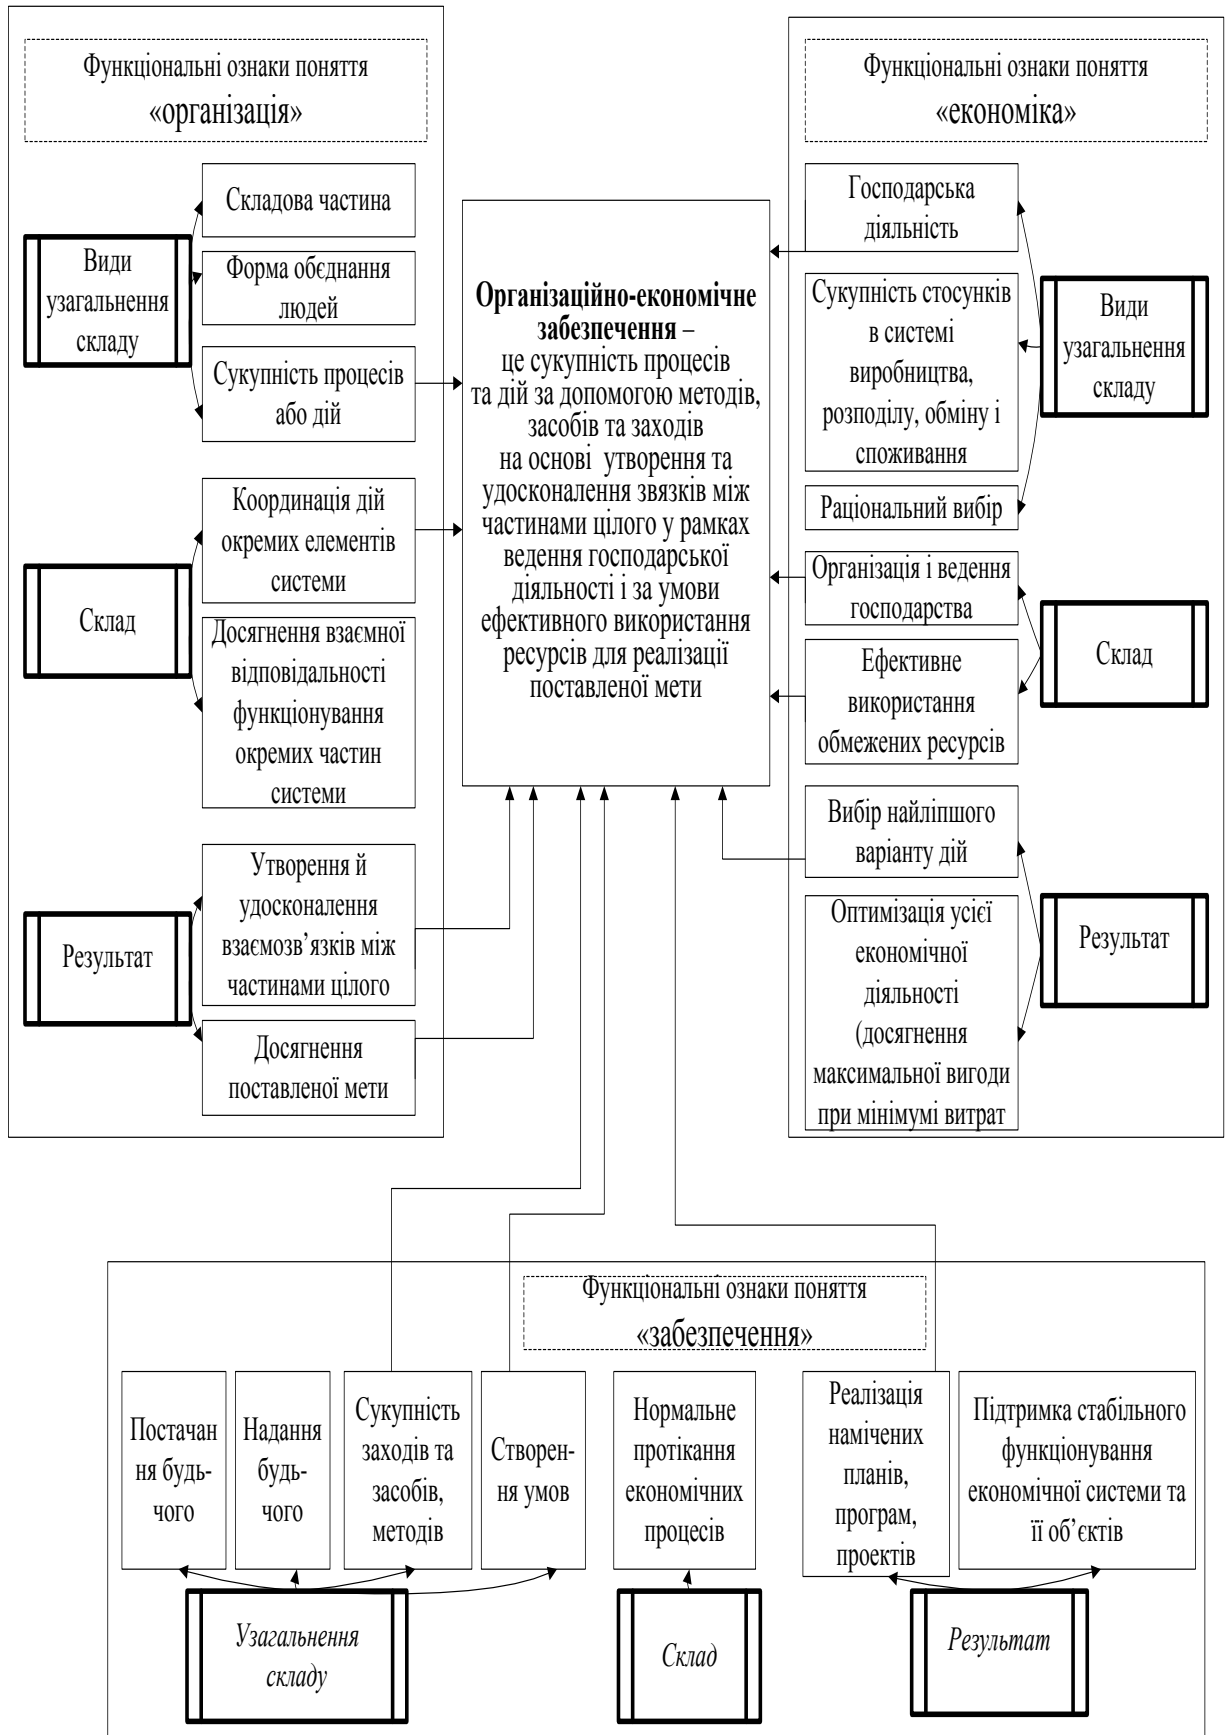 Функціональні ознаки поняття
«організація»
Види
узагальнення
складу
Складова частина
Форма обєднання
людей
Сукупність процесів
або дій
Склад
Координація дій
окремих елементів
системи
Досягнення взаємної
відповідальності
функціонування
окремих частин
системи
Результат
Утворення й
удосконалення
взаємозв’язків між
частинами цілого
Досягнення
поставленої мети
Організаційно-економічне
забезпечення –
це сукупність процесів
та дій за допомогою методів,
засобів та заходів
на основі утворення та
удосконалення звязків між
частинами цілого у рамках
ведення господарської
діяльності і за умови
ефективного використання
ресурсів для реалізації
поставленої мети
Функціональні ознаки поняття
«економіка»
Господарська
діяльність
Сукупність стосунків
в системі
виробництва,
розподілу, обміну і
споживання
Раціональний вибір
Види
узагальнення
складу
Організація і ведення
господарства
Ефективне
використання
обмежених ресурсів
Склад
Вибір найліпшого
варіанту дій
Оптимізація усієї
економічної
діяльності
(досягнення
максимальної вигоди
при мінімумі витрат
Результат
Функціональні ознаки поняття
«забезпечення»
Постачан
ня будь-
чого
Надання
будь-
чого
Сукупність
заходів та
засобів,
методів
Створен-
ня умов
Нормальне
протікання
економічних
процесів
Реалізація
намічених
планів,
програм,
проектів
Підтримка стабільного
функціонування
економічної системи та
її об’єктів
Узагальнення
складу
Склад
Результат